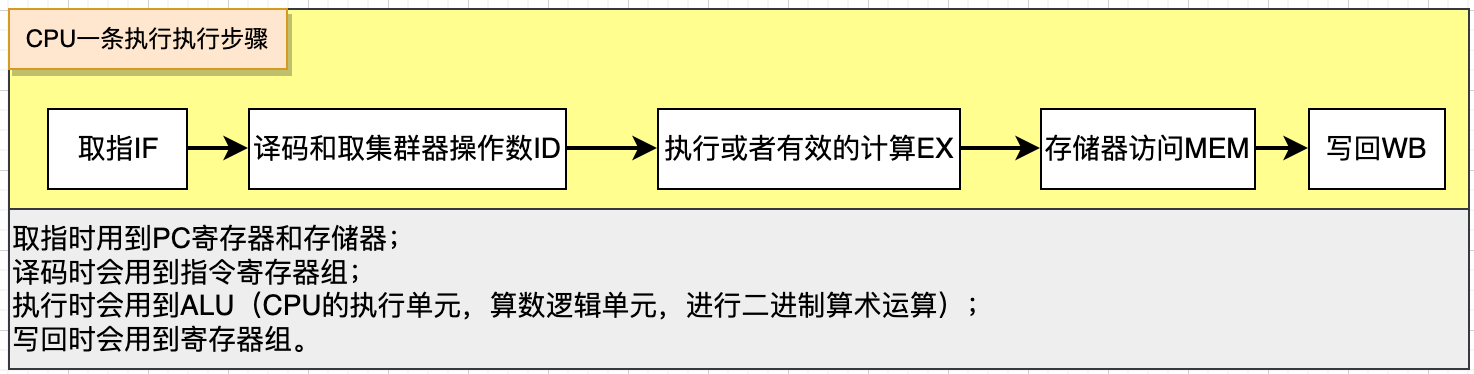 CPU一条执行执行步骤
取指IF
译码和取集群器操作数ID
执行或者有效的计算EX
存储器访问MEM
写回WB
取指时用到PC寄存器和存储器；
译码时会用到指令寄存器组；
执行时会用到ALU（CPU的执行单元，算数逻辑单元，进行二进制算术运算）；
写回时会用到寄存器组。